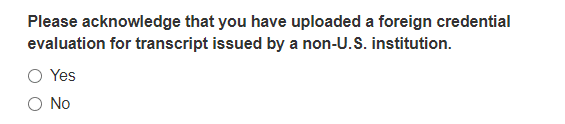 Please acknowledge that you have uploaded a foreign credential
evaluation for transcript issued by a non-U.S. institution.
Yes
No